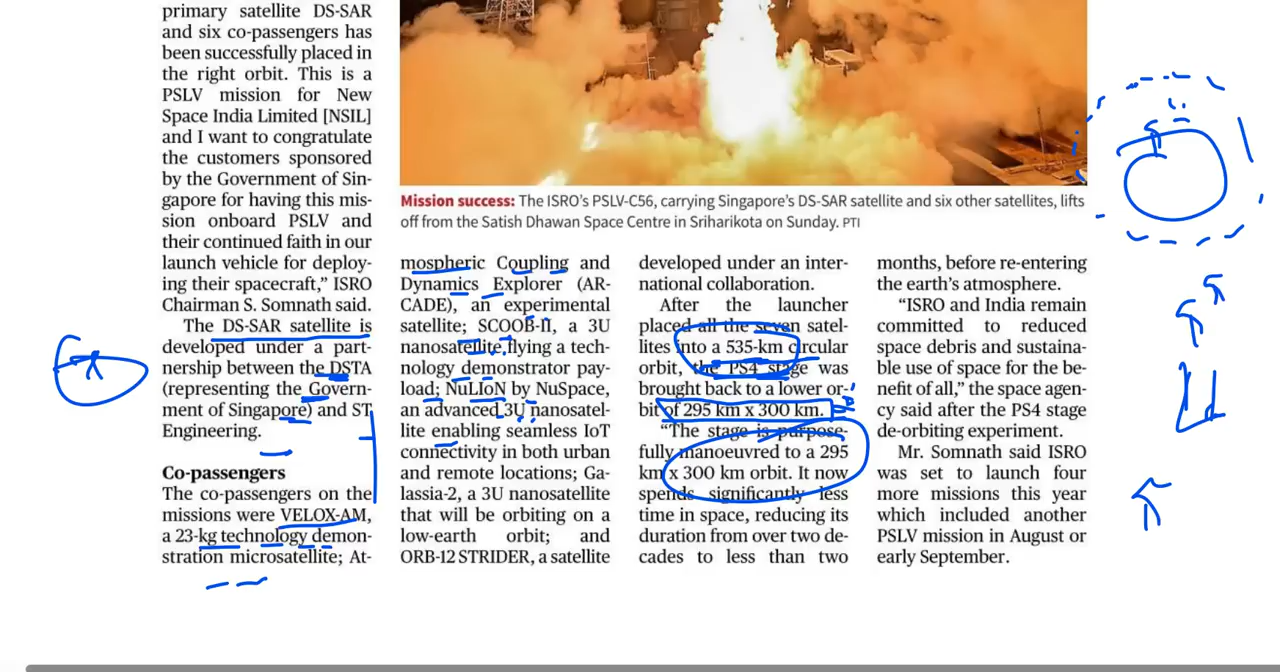 primary satellite DS-SAR
and six co-passengers has
been successfully placed in
the right orbit. This is a
PSLV mission for New
Space India Limited [NSIL]
and I want to congratulate
the customers sponsored
by the Government of Sin-
gapore for having this mis-
sion onboard PSLV and
their continued faith in our
launch vehicle for deploy-
ing their spacecraft,” ISRO
Chairman S. Somnath said.
The DS-SAR satellite is
developed under a part-
nership between the DSTA
(representing the Govern-
ment of Singapore) and ST
Engineering.
Co-passengers
The co-passengers on the
missions were VELOX-AM,
a 23-kg technology demon-
stration microsatellite; At-
Mission success: The ISRO’s PSLV-C56, carrying Singapore’s DS-SAR satellite and six other satellites, lifts
off from the Satish Dhawan Space Centre in Sriharikota on Sunday. PTI
mospheric Coupling and
Dynamics Explorer (AR-
CADE), an experimental
satellite; SCOOB-II, a 3U
nanosatellite flying a tech-
nology demonstrator pay-
load; NuLIoN by NuSpace,
an advanced 3U nanosatel-
lite enabling seamless IoT
connectivity in both urban
and remote locations; Ga-
lassia-2, a 3U nanosatellite
that will be orbiting on a
low-earth orbit; and
ORB-12 STRIDER, a satellite
developed under an inter-
national collaboration.
After the launcher
placed all the seven satel-
lites into a 535-km circular
orbit, the PS4 stage was
brought back to a lower or-
bit of 295 km x 300 km.
“The stage is purpose-
fully manoeuvred to a 295
km x 300 km orbit. It now
spends significantly less
time in space, reducing its
duration from over two de-
cades to less than two
months, before re-entering
the earth’s atmosphere.
“ISRO and India remain
committed to reduced
space debris and sustaina-
ble use of space for the be-
nefit of all,” the space agen-
cy said after the PS4 stage
de-orbiting experiment.
Mr. Somnath said ISRO
was set to launch four
more missions this year
which included another
PSLV mission in August or
early September.